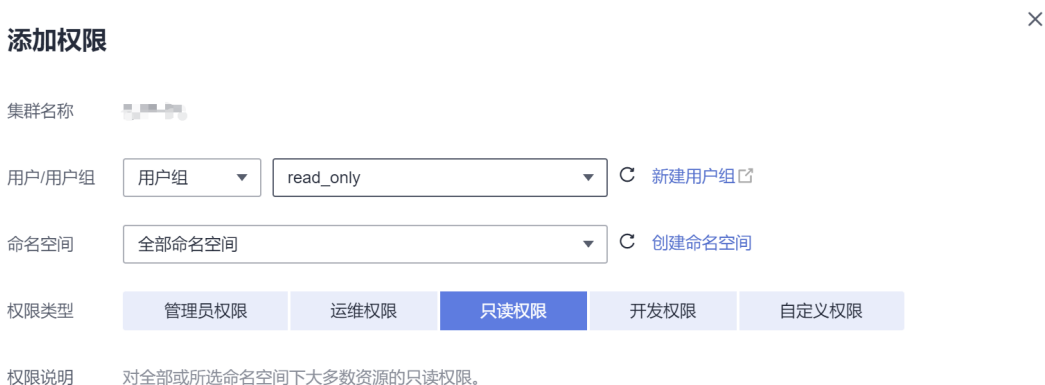 添加权限
集群名称
用户/用户组 用户组 read_only 新建用户组
命名空间 全部命名空间 创建命名空间
权限类型 管理员权限 运维权限 只读权限 开发权限 自定义权限
权限说明 对全部或所选命名空间下大多数资源的只读权限。